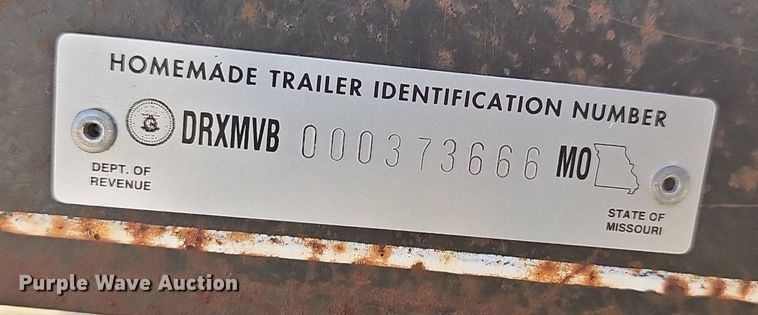 HOMEMADE TRAILER IDENTIFICATION NUMBER
DRXMVB 000373666 MO
DEPT. OF
REVENUE
STATE OF
MISSOURI
Purple Wave Auction